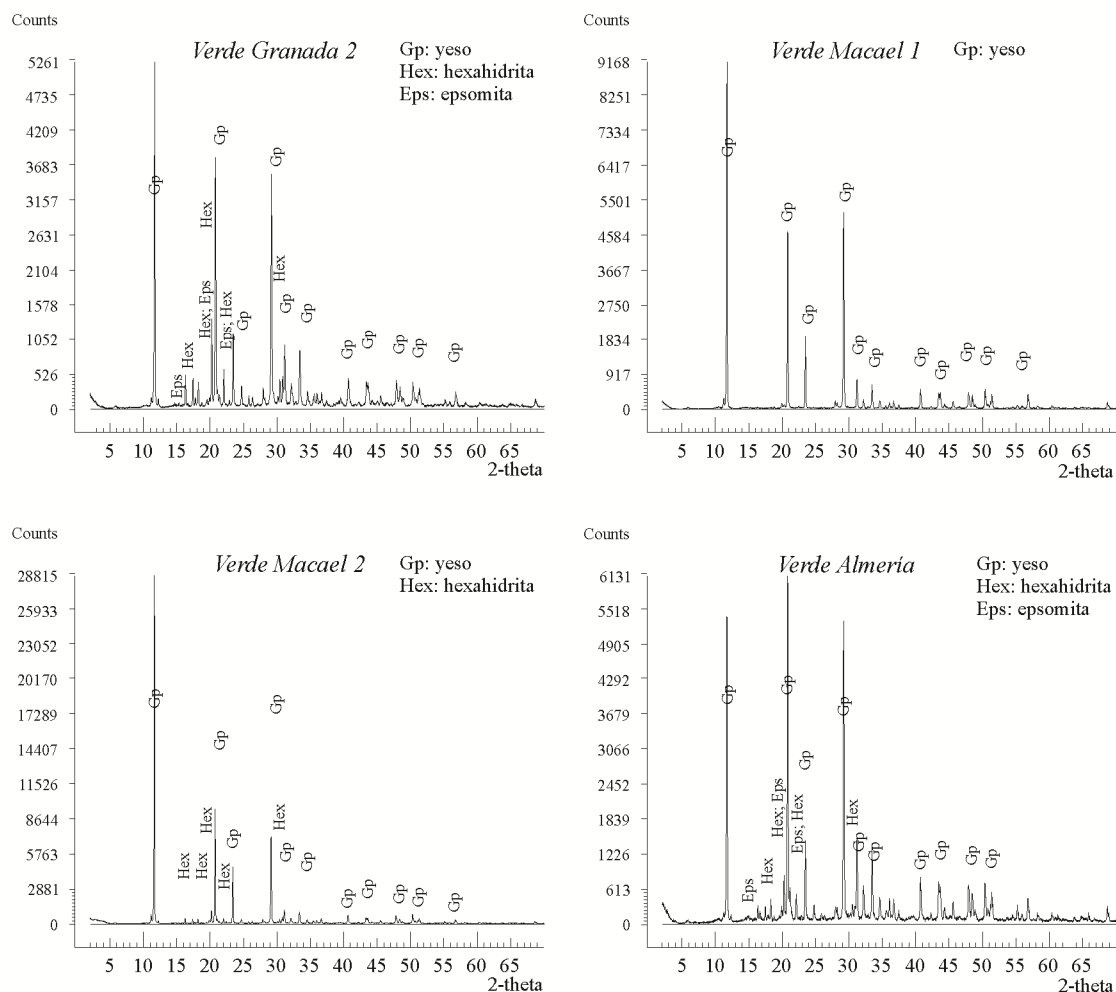 Counts
Verde Granada 2
Gp: yeso
Hex: hexahidrita
Eps: epsomita
5261
4735
4209
3683
3157
2631
2104
1578
1052
526
0
Gp
Eps
Hex
Hex; Eps
Hex
Gp
Eps; Hex
Gp
Gp
Hex
Gp
Gp
Gp
Gp
Gp
Gp
Gp
5 10 15 20 25 30 35 40 45 50 55 60 65
2-theta
Counts
Verde Macael 1
Gp: yeso
9168
8251
7334
6417
5501
4584
3667
2750
1834
917
0
Gp
Gp
Gp
Gp
Gp
Gp
Gp
Gp
Gp
Gp
Gp
5 10 15 20 25 30 35 40 45 50 55 60 65
2-theta
Counts
Verde Macael 2
Gp: yeso
Hex: hexahidrita
28815
25933
23052
20170
17289
14407
11526
8644
5763
2881
0
Gp
Hex
Hex
Hex
Gp
Hex
Gp
Gp
Hex
Gp
Gp
Gp
Gp
Gp
Gp
Gp
5 10 15 20 25 30 35 40 45 50 55 60 65
2-theta
Counts
Verde Almería
Gp: yeso
Hex: hexahidrita
Eps: epsomita
6131
5518
4905
4292
3679
3066
2452
1839
1226
613
0
Gp
Eps
Hex
Hex; Eps
Gp
Eps; Hex
Gp
Gp
Hex
Gp
Gp
Gp
Gp
Gp
Gp
5 10 15 20 25 30 35 40 45 50 55 60 65
2-theta